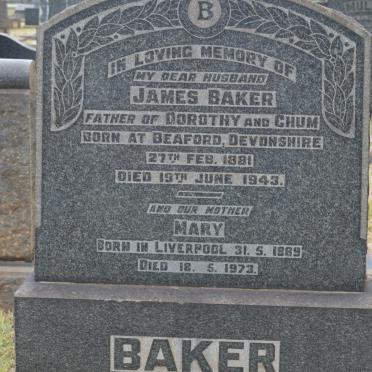 B
IN LOVING MEMORY OF
MY DEAR HUSBAND
JAMES BAKER
FATHER OF DOROTHY AND CHUM
BORN AT BEAFORD, DEVONSHIRE
27TH FEB. 1881
DIED 19TH JUNE 1943.
AND OUR MOTHER
MARY
BORN IN LIVERPOOL 31. 5. 1889
DIED 18. 5. 1973.
BAKER